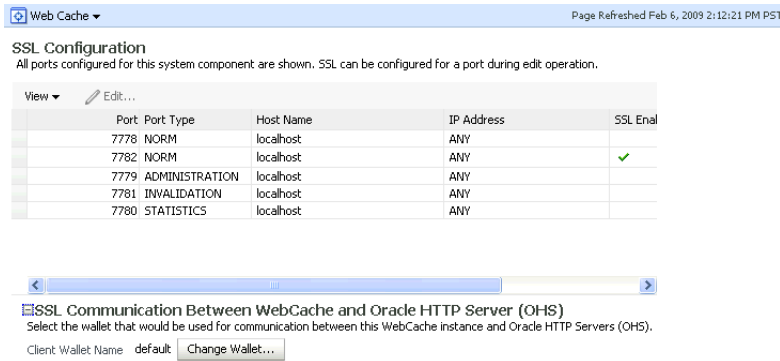 Web Cache
Page Refreshed Feb 6, 2009 2:12:21 PM PST
SSL Configuration
All ports configured for this system component are shown. SSL can be configured for a port during edit operation.
View Edit...
Port Port Type Host Name IP Address SSL Enal
7778 NORM localhost ANY
7782 NORM localhost ANY
7779 ADMINISTRATION localhost ANY
7781 INVALIDATION localhost ANY
7780 STATISTICS localhost ANY
SSL Communication Between WebCache and Oracle HTTP Server (OHS)
Select the wallet that would be used for communication between this WebCache instance and Oracle HTTP Servers (OHS).
Client Wallet Name default Change Wallet...